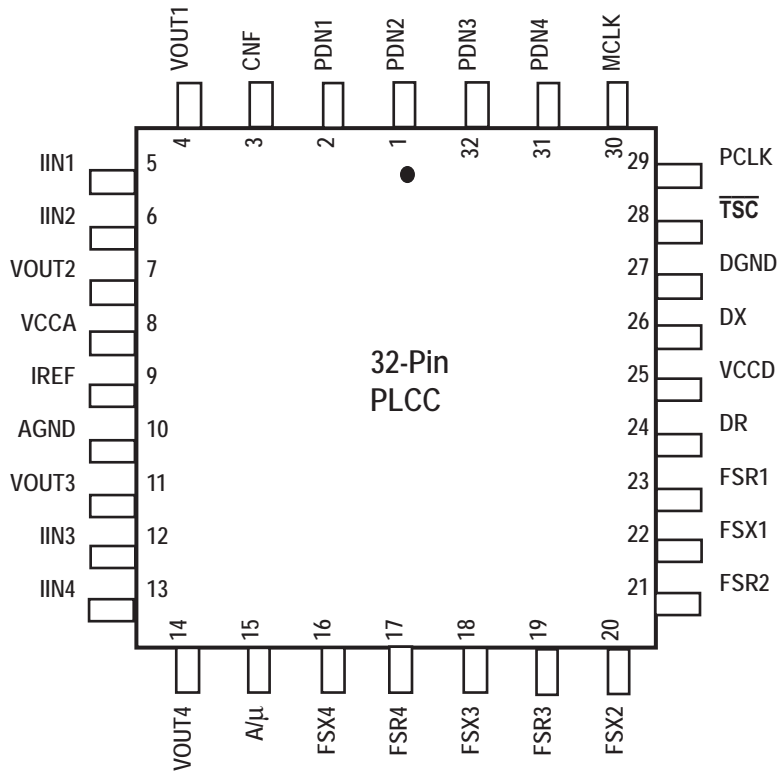 VOUT1
CNF
PDN1
PDN2
PDN3
PDN4
MCLK
4
3
2
1
32
31
30
IIN1
5
IIN2
6
VOUT2
7
VCCA
8
IREF
9
AGND
10
VOUT3
11
IIN3
12
IIN4
13
32-Pin
PLCC
29
PCLK
28
T̅S̅C̅
27
DGND
26
DX
25
VCCD
24
DR
23
FSR1
22
FSX1
21
FSR2
14
15
16
17
18
19
20
VOUT4
A/μ
FSX4
FSR4
FSX3
FSR3
FSX2